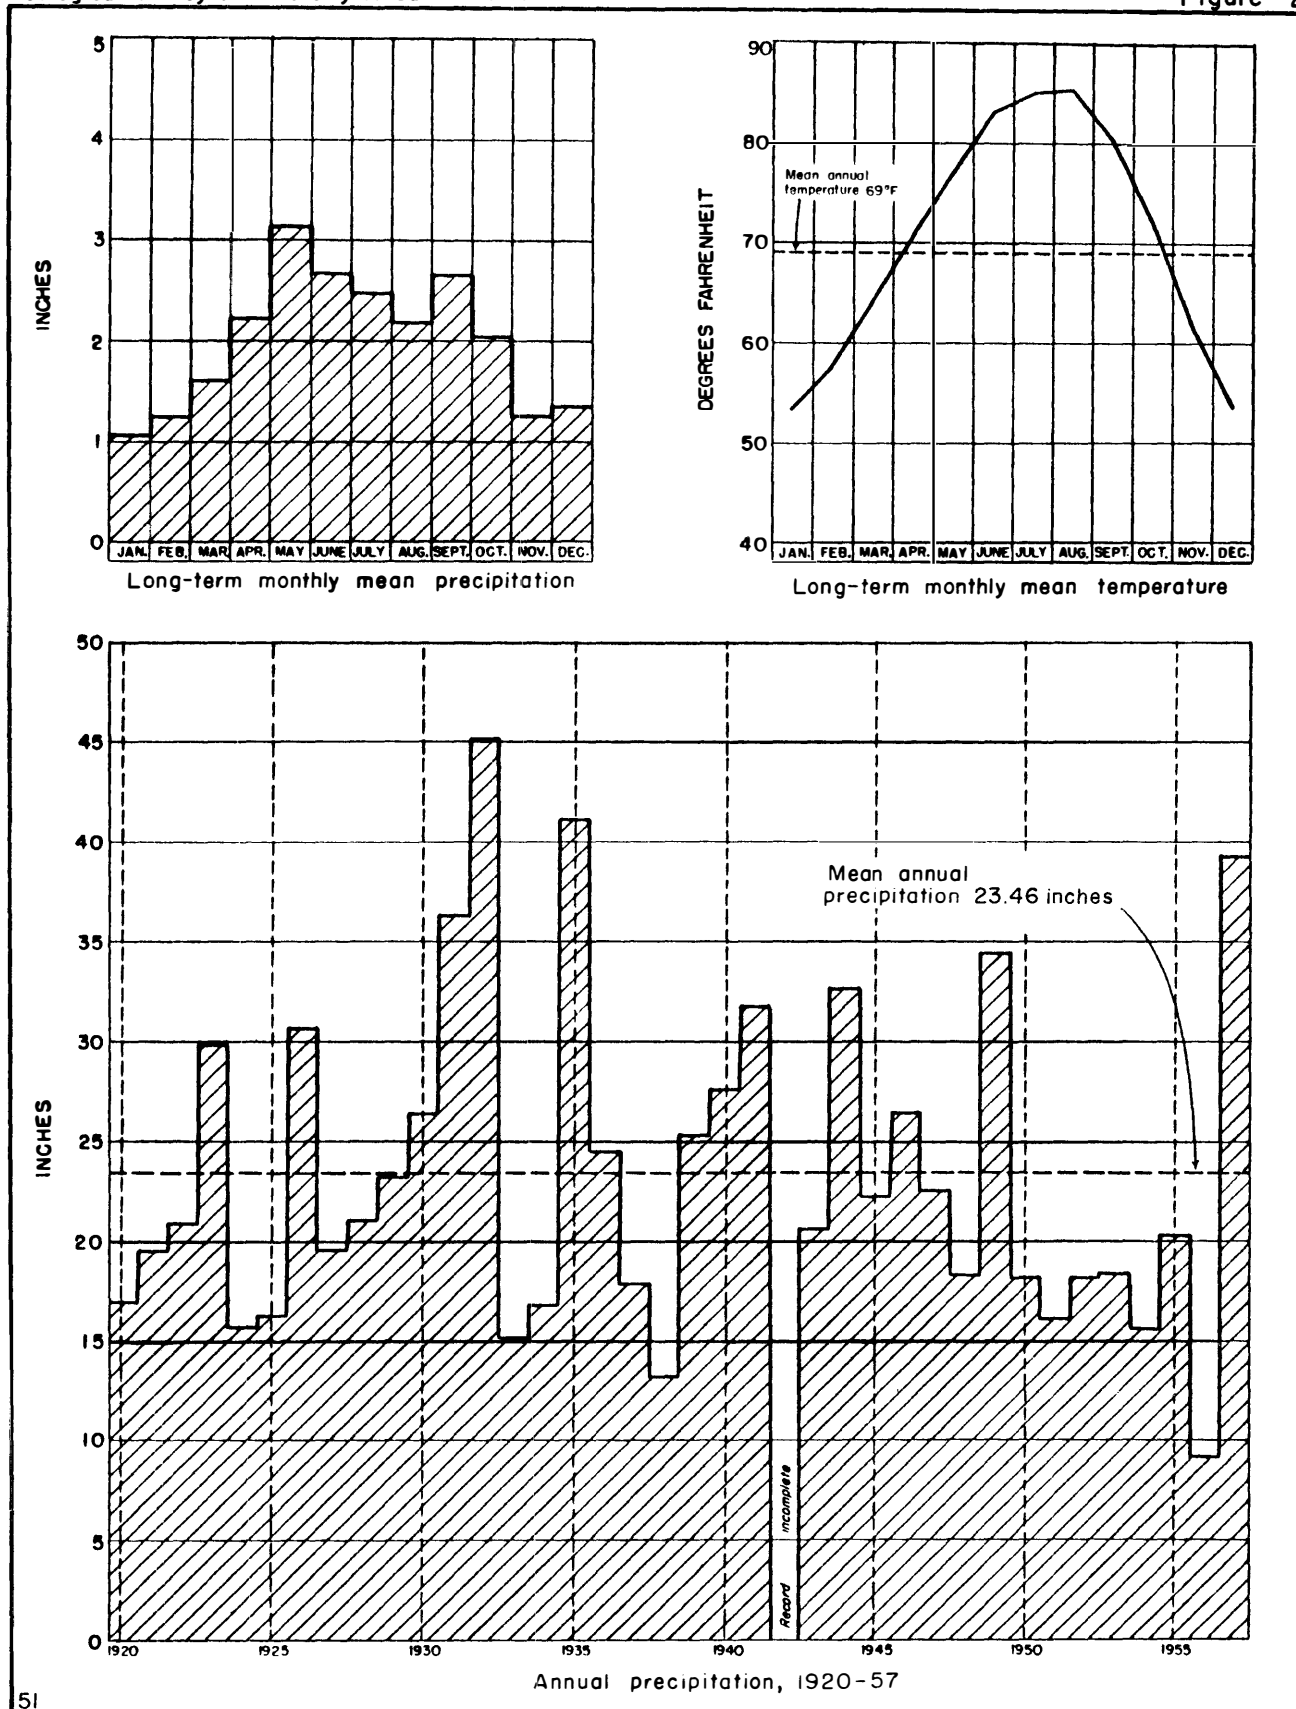 Figure
5
4
3
2
1
0
INCHES
JAN. FEB. MAR. APR. MAY JUNE JULY AUG. SEPT. OCT. NOV. DEC.
Long-term monthly mean precipitation
90
80
70
60
50
40
DEGREES FAHRENHEIT
Mean annual
temperature 69°F
JAN. FEB. MAR. APR. MAY JUNE JULY AUG. SEPT. OCT. NOV. DEC.
Long-term monthly mean temperature
50
45
40
35
30
25
20
15
10
5
0
INCHES
Mean annual
precipitation 23.46 inches
Record incomplete
1920 1925 1930 1935 1940 1945 1950 1955
Annual precipitation, 1920-57
51